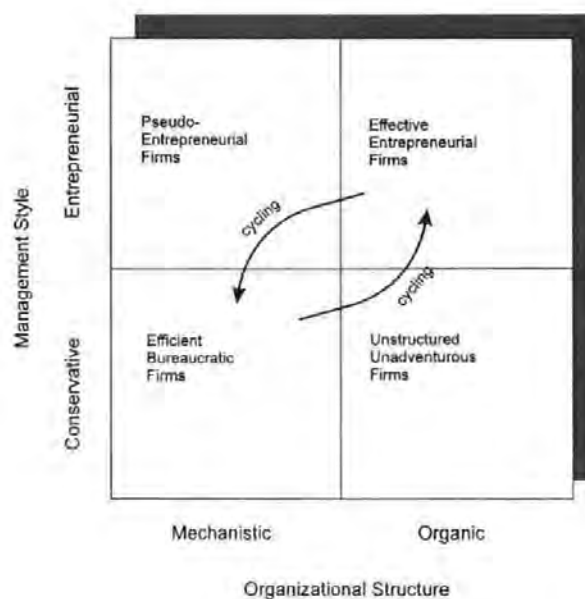 Management Style
Entrepreneurial
Conservative
Pseudo-
Entrepreneurial
Firms
Effective
Entrepreneurial
Firms
cycling
cycling
Efficient
Bureaucratic
Firms
Unstructured
Unadventurous
Firms
Mechanistic
Organic
Organizational Structure